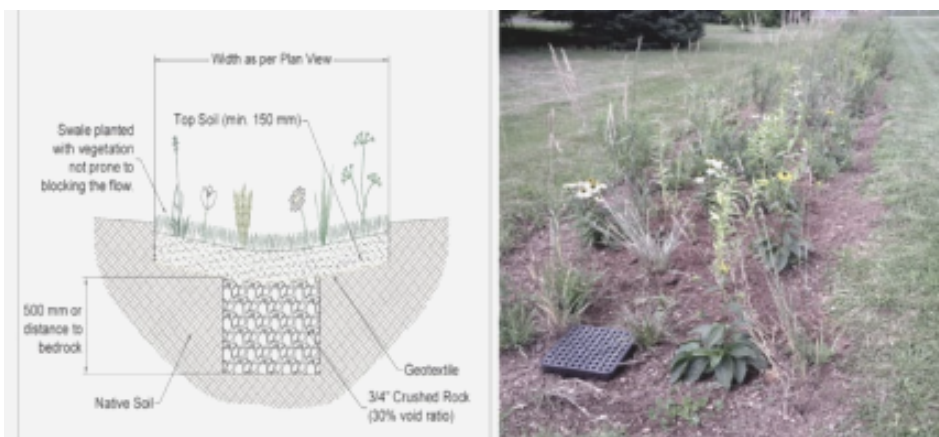 Width as per Plan View
Top Soil (min. 150 mm)
Swale planted
with vegetation
not prone to
blocking the flow.
500 mm or
distance to
bedrock
Geotextile
Native Soil
3/4" Crushed Rock
(30% void ratio)